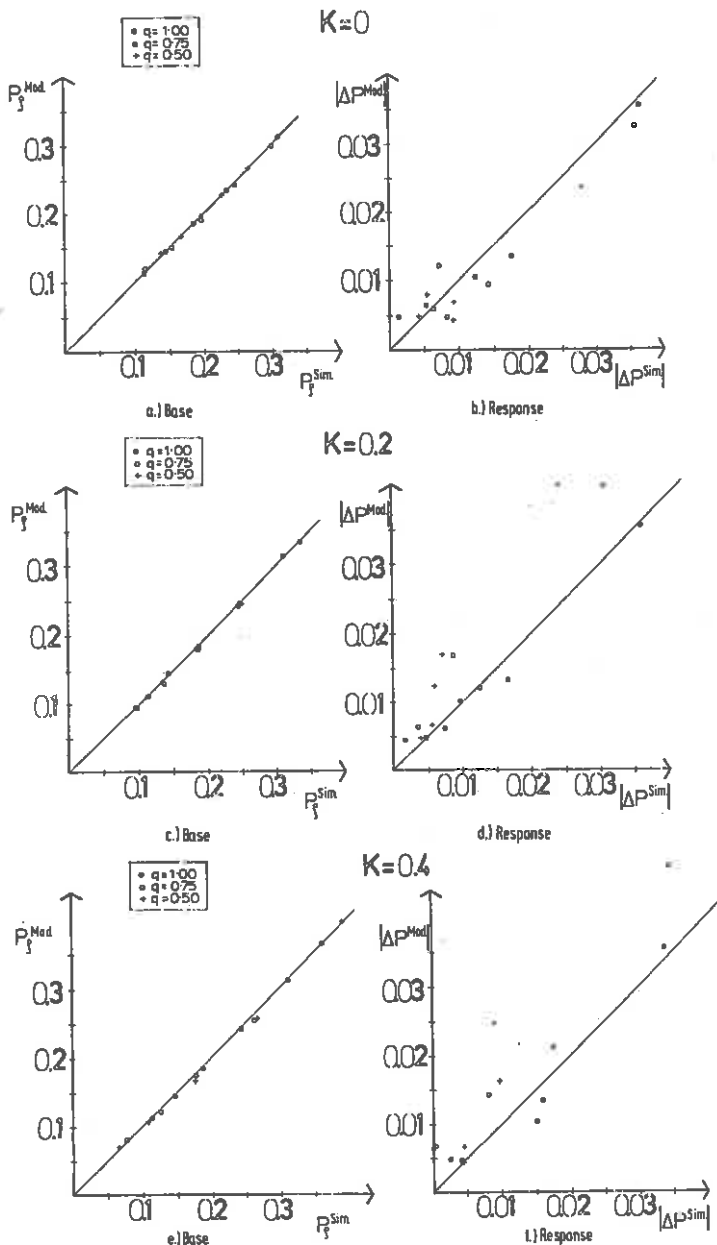 K=0
• q=1·00
• q=0·75
+ q=0·50
Pƍ Mod.
0.3
0.2
0.1
0.1 0.2 0.3
Pƍ Sim.
a.) Base
|ΔP Mod.|
0.03
0.02
0.01
0.01 0.02 0.03
|ΔP Sim|
b.) Response
K=0.2
• q=1·00
o q=0·75
+ q=0·50
Pƍ Mod.
0.3
0.2
0.1
0.1 0.2 0.3
Pƍ Sim.
c.) Base
|ΔP Mod.|
0.03
0.02
0.01
0.01 0.02 0.03
|ΔP Sim|
d.) Response
K=0.4
• q=1·00
o q=0·75
+ q=0·50
Pƍ Mod.
0.3
0.2
0.1
0.1 0.2 0.3
Pƍ Sim.
e.) Base
|ΔP Mod|
0.03
0.02
0.01
0.01 0.02 0.03
|ΔP Sim|
f.) Response